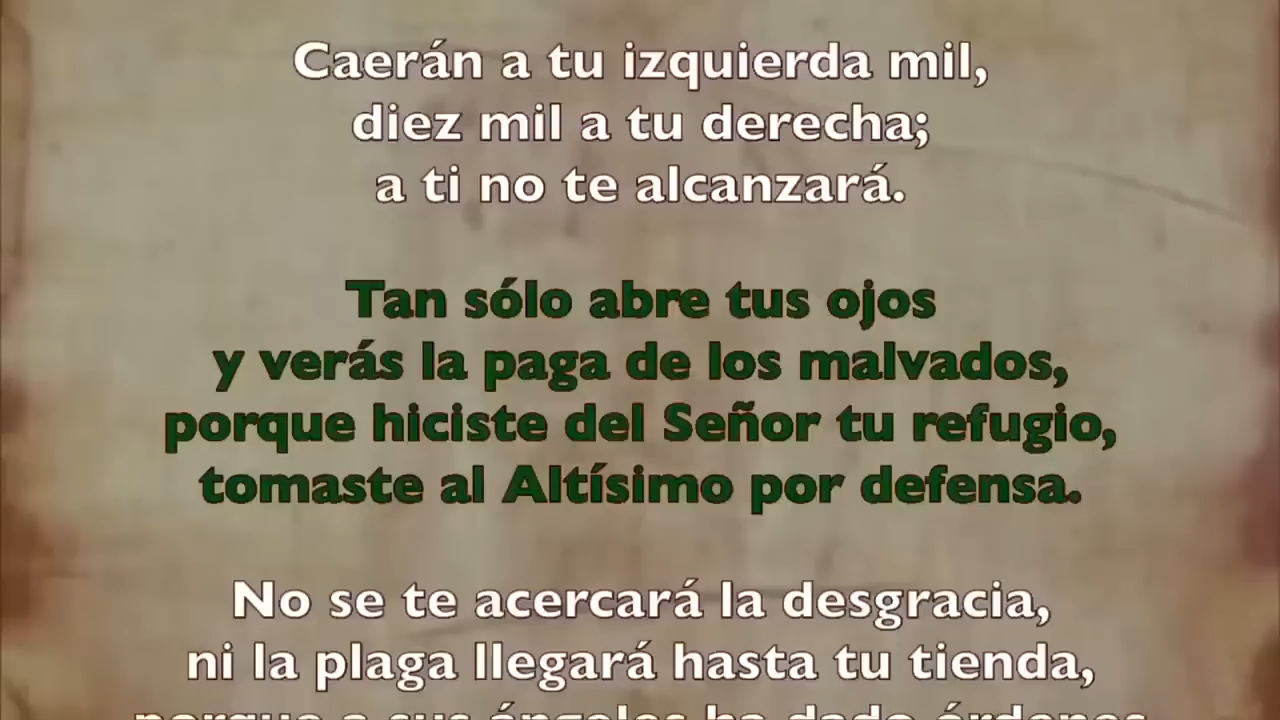 Caerán a tu izquierda mil,
diez mil a tu derecha;
a ti no te alcanzará.
Tan sólo abre tus ojos
y verás la paga de los malvados,
porque hiciste del Señor tu refugio,
tomaste al Altísimo por defensa.
No se te acercará la desgracia,
ni la plaga llegará hasta tu tienda,
porque a sus ángeles ha dado órdenes